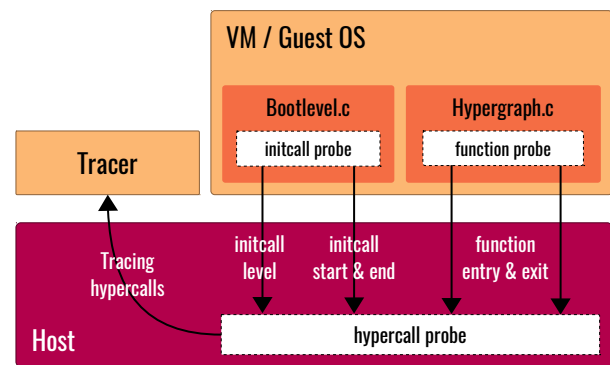 VM / Guest OS
Bootlevel.c
Hypergraph.c
initcall probe
function probe
Tracer
initcall
level
initcall
start & end
function
entry & exit
Tracing
hypercalls
hypercall probe
Host